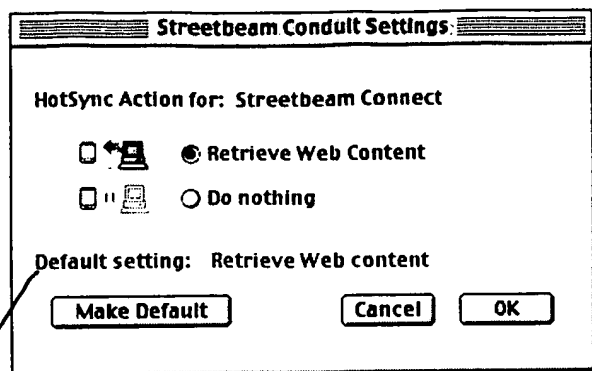 Streetbeam Conduit Settings
HotSync Action for: Streetbeam Connect
Retrieve Web Content
Do nothing
Default setting: Retrieve Web content
Make Default
Cancel
OK